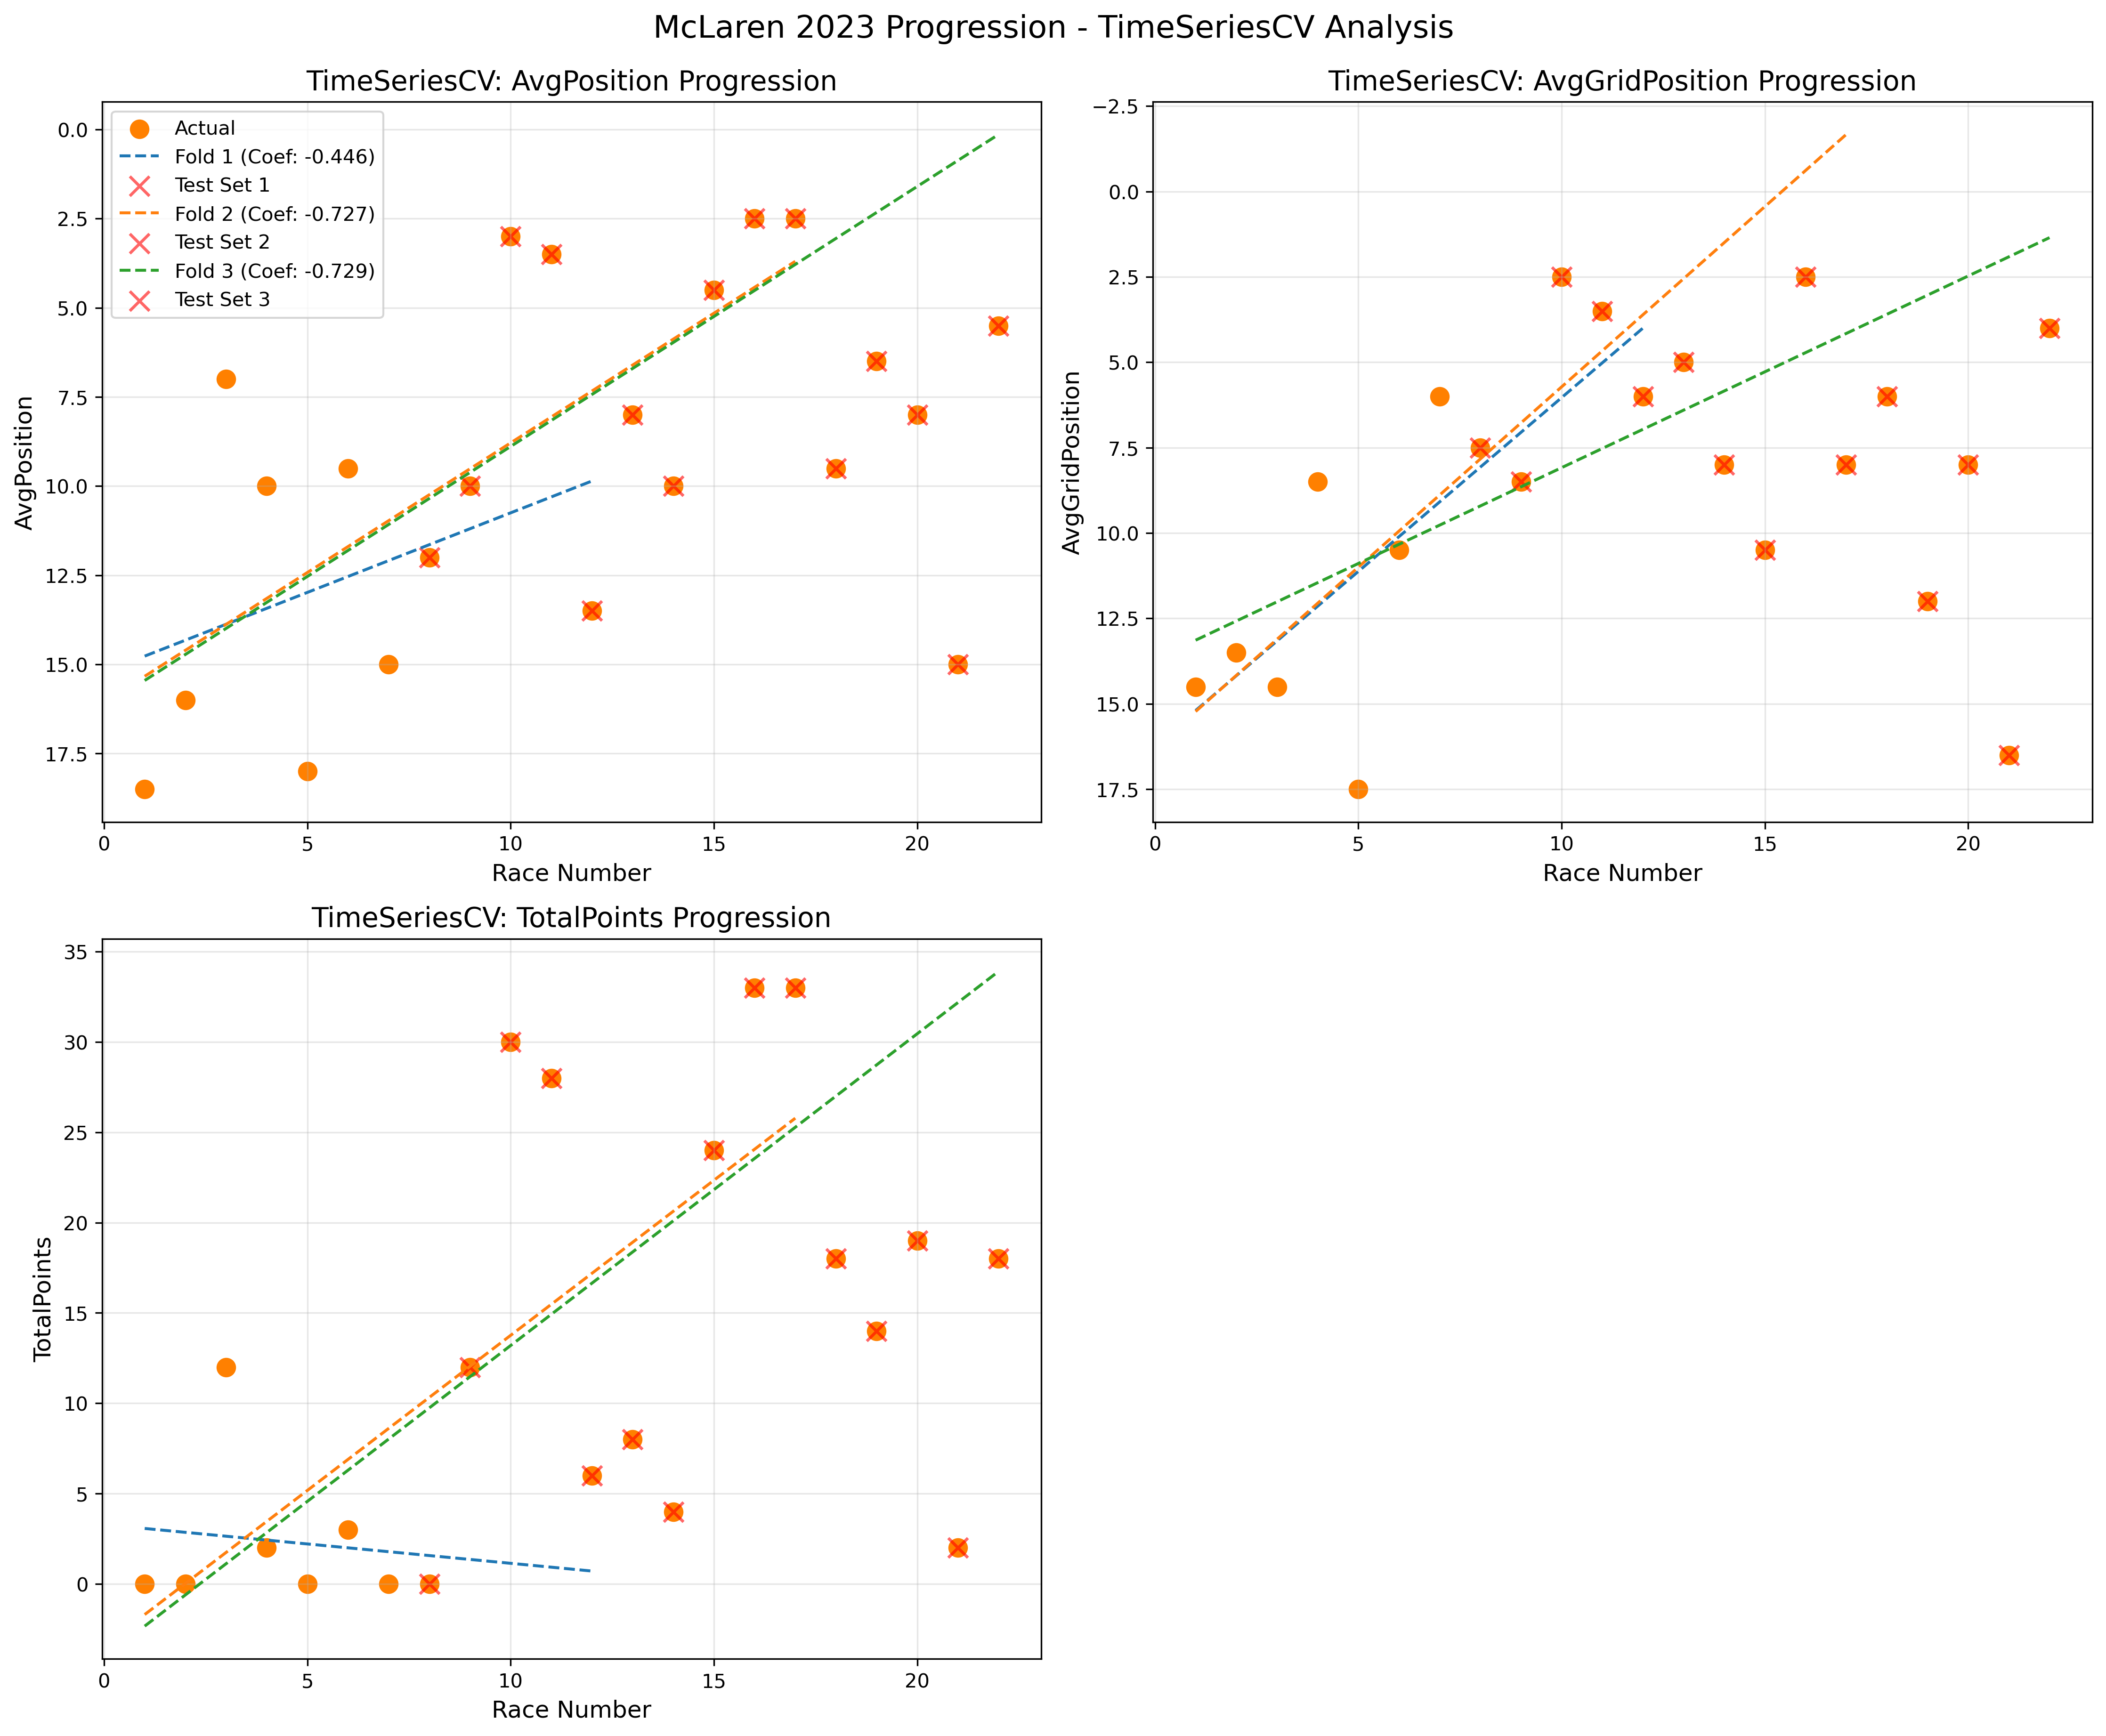 McLaren 2023 Progression - TimeSeriesCV Analysis
TimeSeriesCV: AvgPosition Progression
0.0
2.5
5.0
7.5
10.0
12.5
15.0
17.5
AvgPosition
Actual
Fold 1 (Coef: -0.446)
Test Set 1
Fold 2 (Coef: -0.727)
Test Set 2
Fold 3 (Coef: -0.729)
Test Set 3
0 5 10 15 20
Race Number
TimeSeriesCV: AvgGridPosition Progression
−2.5
0.0
2.5
5.0
7.5
10.0
12.5
15.0
17.5
AvgGridPosition
0 5 10 15 20
Race Number
TimeSeriesCV: TotalPoints Progression
35
30
25
20
15
10
5
0
TotalPoints
0 5 10 15 20
Race Number